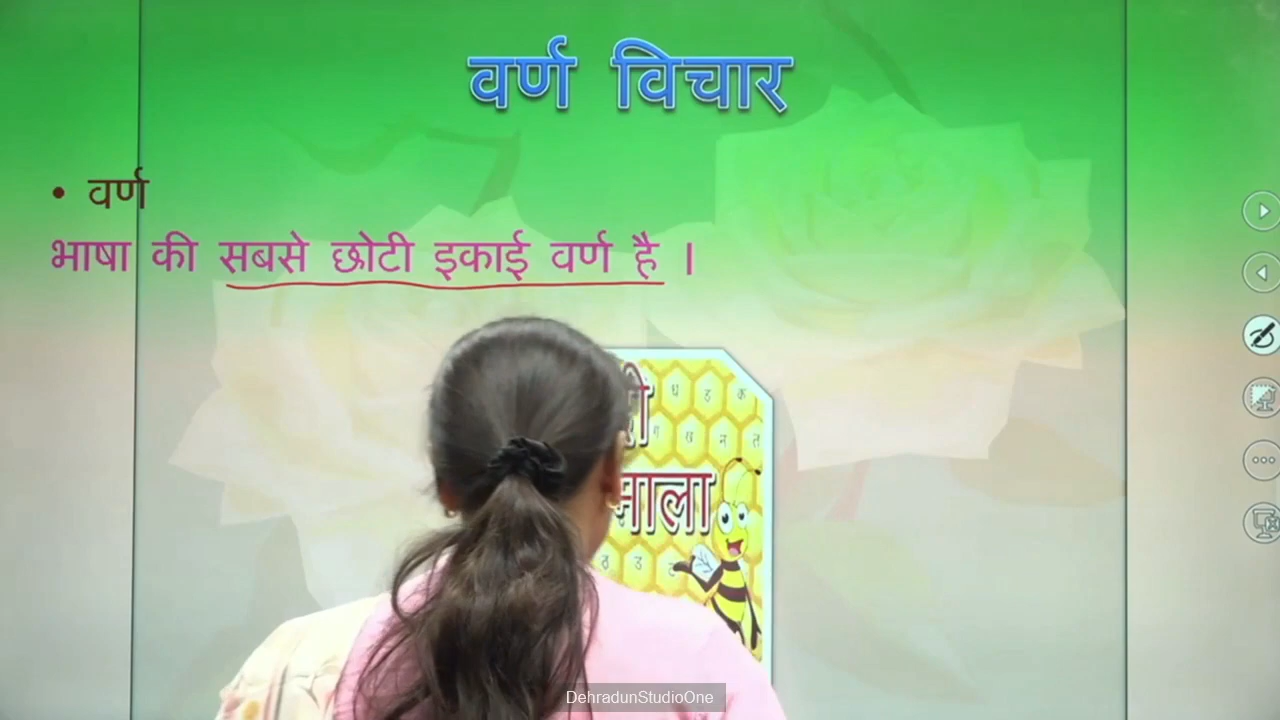 वर्ण विचार
• वर्ण
भाषा की सबसे छोटी इकाई वर्ण है ।
ध ड़ क
ग ख न त
माला
ठ उ ट
DehradunStudioOne